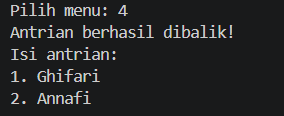 Pilih menu: 4
Antrian berhasil dibalik!
Isi antrian:
1. Ghifari
2. Annafi